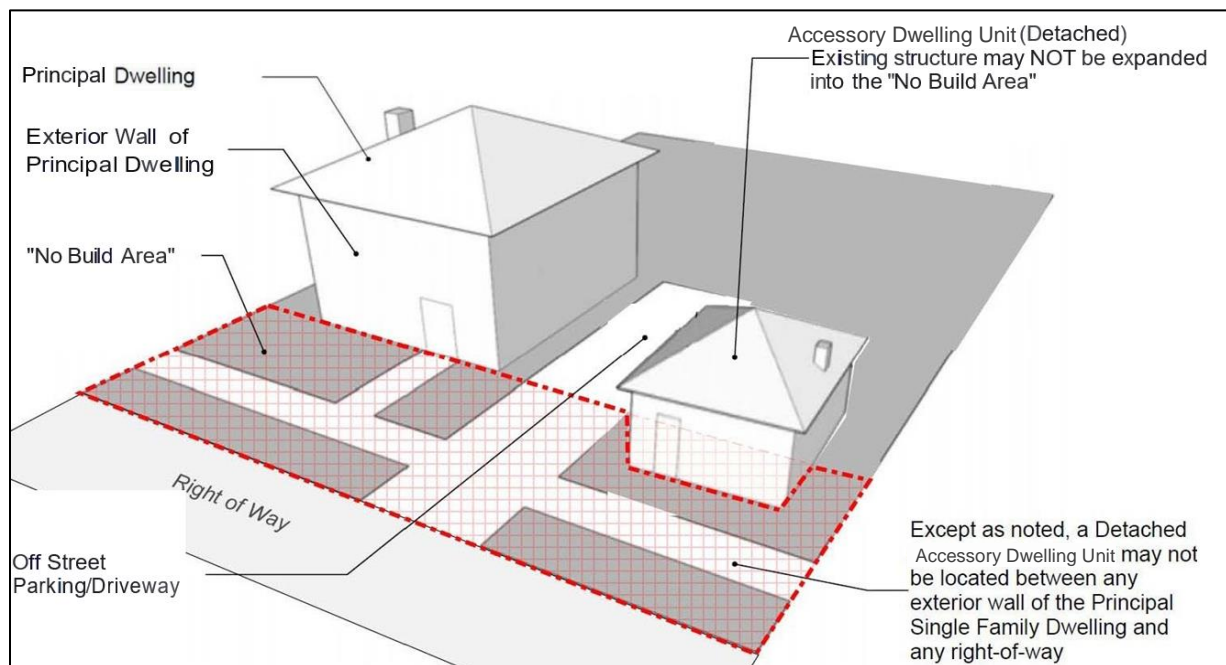 Principal Dwelling
Exterior Wall of
Principal Dwelling
"No Build Area"
Right of Way
Off Street
Parking/Driveway
Accessory Dwelling Unit (Detached)
Existing structure may NOT be expanded
into the "No Build Area"
Except as noted, a Detached
Accessory Dwelling Unit may not
be located between any
exterior wall of the Principal
Single Family Dwelling and
any right-of-way